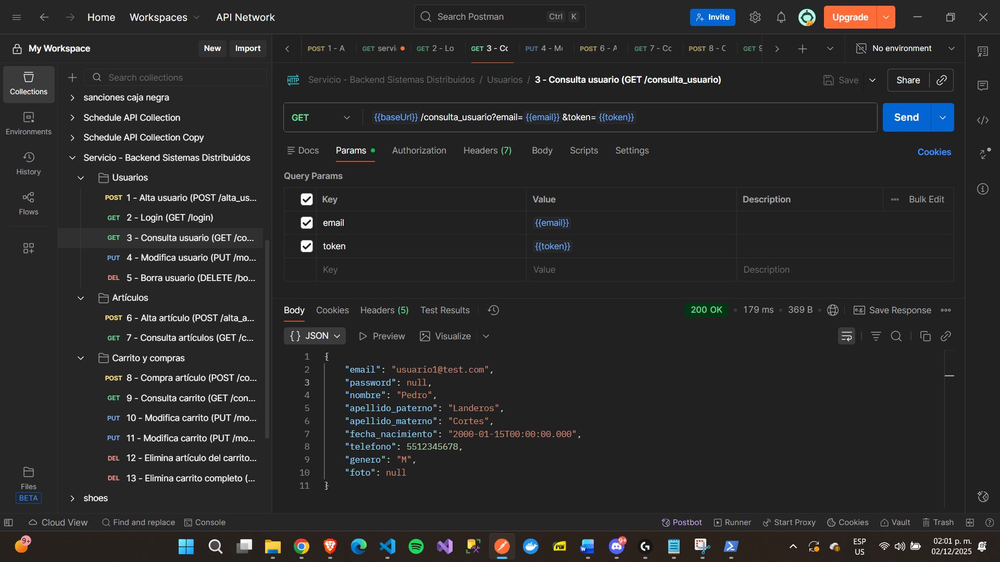 Home Workspaces API Network Search Postman Ctrl K Invite Upgrade
My Workspace New Import
POST 1 - A GET servi GET 2 - Lo GET 3 - Co PUT 4 - Mo POST 6 - A GET 7 - Co POST 8 - C GET 9 No environment
Collections
Environments
History
Flows
Files
BETA
Search collections
sanciones caja negra
Schedule API Collection
Schedule API Collection Copy
Servicio - Backend Sistemas Distribuidos
Usuarios
POST 1 - Alta usuario (POST /alta_us...
GET 2 - Login (GET /login)
GET 3 - Consulta usuario (GET /co...
PUT 4 - Modifica usuario (PUT /mo...
DEL 5 - Borra usuario (DELETE /bo...
Artículos
POST 6 - Alta artículo (POST /alta_a...
GET 7 - Consulta artículos (GET /c...
Carrito y compras
POST 8 - Compra artículo (POST /co...
GET 9 - Consulta carrito (GET /con...
PUT 10 - Modifica carrito (PUT /mo...
PUT 11 - Modifica carrito (PUT /mo...
DEL 12 - Elimina artículo del carrito...
DEL 13 - Elimina carrito completo (...
shoes
HTTP Servicio - Backend Sistemas Distribuidos / Usuarios / 3 - Consulta usuario (GET /consulta_usuario) Save Share
GET {{baseUrl}} /consulta_usuario?email= {{email}} &token= {{token}} Send
Docs Params Authorization Headers (7) Body Scripts Settings Cookies
Query Params
Key Value Description Bulk Edit
email {{email}}
token {{token}}
Key Value Description
Body Cookies Headers (5) Test Results 200 OK 179 ms 369 B e.g. Save Response
{} JSON Preview Visualize
1 {
2 "email": "usuario1@test.com",
3 "password": null,
4 "nombre": "Pedro",
5 "apellido_paterno": "Landeros",
6 "apellido_materno": "Cortes",
7 "fecha_nacimiento": "2000-01-15T00:00:00.000",
8 "telefono": 5512345678,
9 "genero": "M",
10 "foto": null
11 }
Cloud View Find and replace Console Postbot Runner Start Proxy Cookies Vault Trash
9+ PDF W 9+ ESP 02:01 p. m.
US 02/12/2025